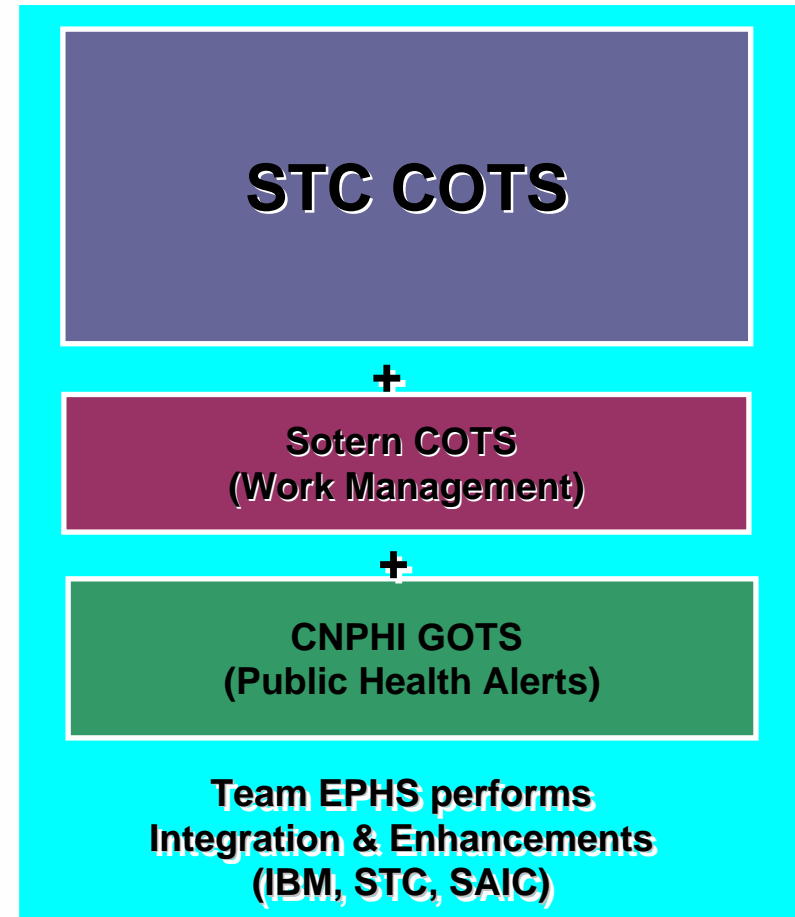 STC COTS
+
Sotern COTS
(Work Management)
+
CNPHI GOTS
(Public Health Alerts)
Team EPHS performs
Integration & Enhancements
(IBM, STC, SAIC)